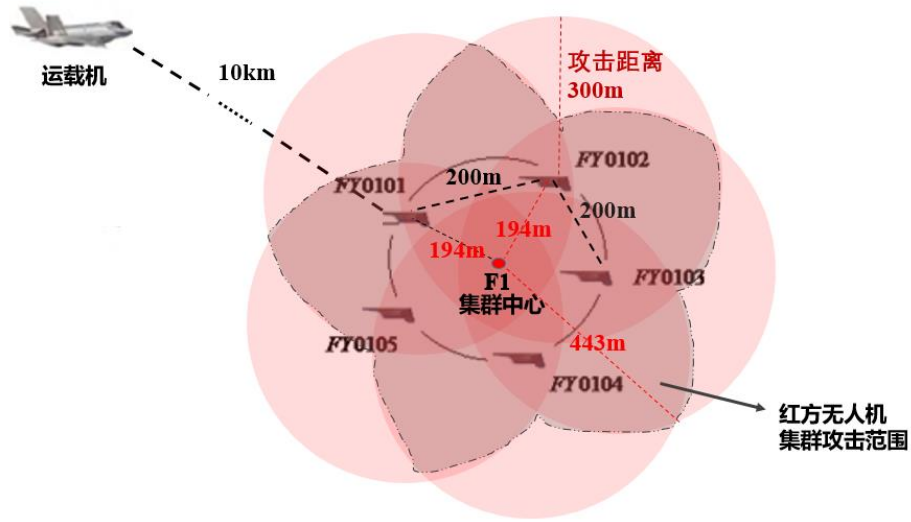 运载机
10km
攻击距离
300m
FY0102
FY0101
200m
200m
194m
194m
F1
集群中心
FY0103
FY0105
443m
FY0104
红方无人机
集群攻击范围